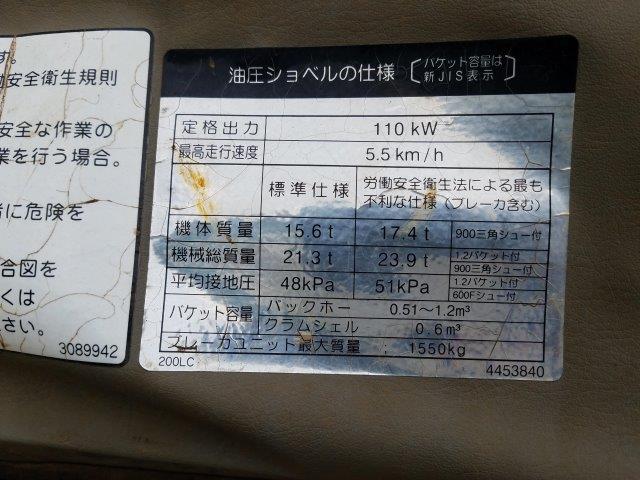 す。
働安全衛生規則
安全な作業の
業を行う場合。
者に危険を
合図を
くは
さい。
3089942
油圧ショベルの仕様 〔バケット容量は 新JIS表示〕
定格出力 110 kW
最高走行速度 5.5 km/h
標準仕様 労働安全衛生法による最も不利な仕様(ブレーカ含む)
機体質量 15.6 t 17.4 t 900三角シュー付
機械総質量 21.3 t 23.9 t 1.2バケット付 900三角シュー付
平均接地圧 48kPa 51kPa 1.2バケット付 600Fシュー付
バケット容量 バックホー 0.51~1.2m³
クラムシェル 0.6m³
ブレーカユニット最大質量 : 1550kg
200LC 4453840